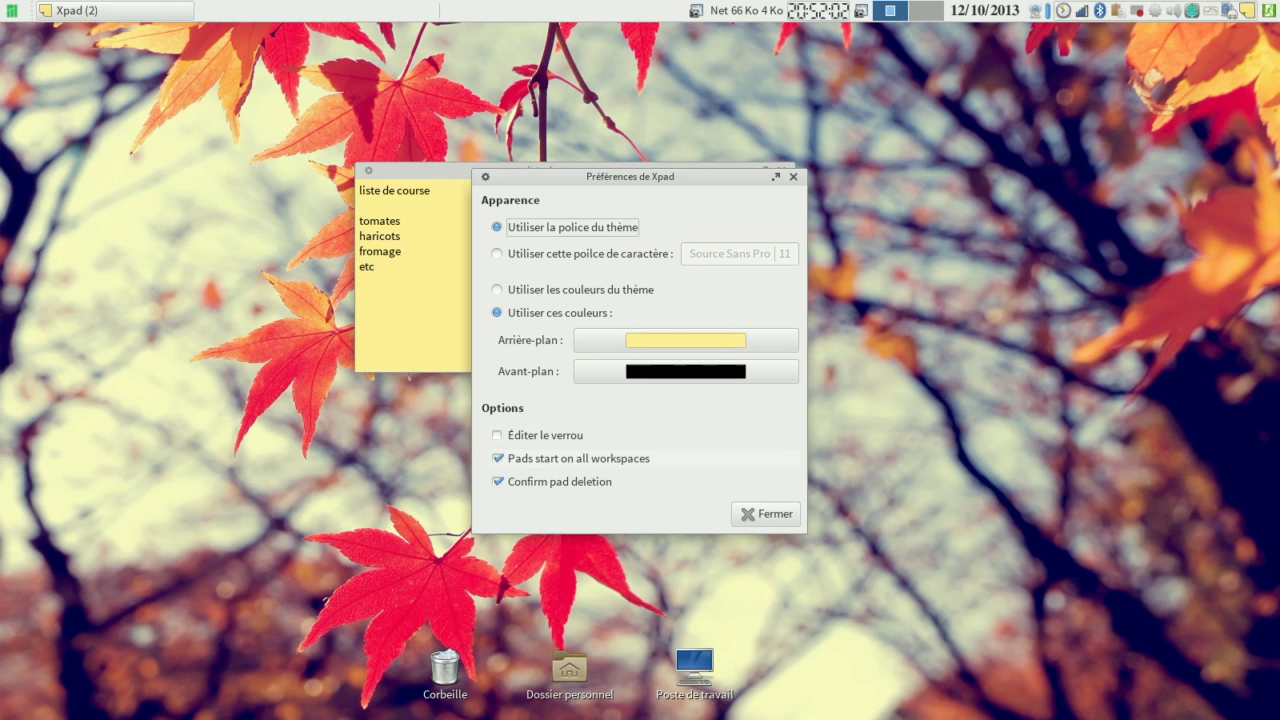 Xpad (2)
Net 66 Ko 4 Ko
20:52:02
12/10/2013
liste de course
tomates
haricots
fromage
etc
Préférences de Xpad
Apparence
Utiliser la police du thème
Utiliser cette poilce de caractère :
Source Sans Pro
11
Utiliser les couleurs du thème
Utiliser ces couleurs :
Arrière-plan :
Avant-plan :
Options
Éditer le verrou
Pads start on all workspaces
Confirm pad deletion
Fermer
Corbeille
Dossier personnel
Poste de travail